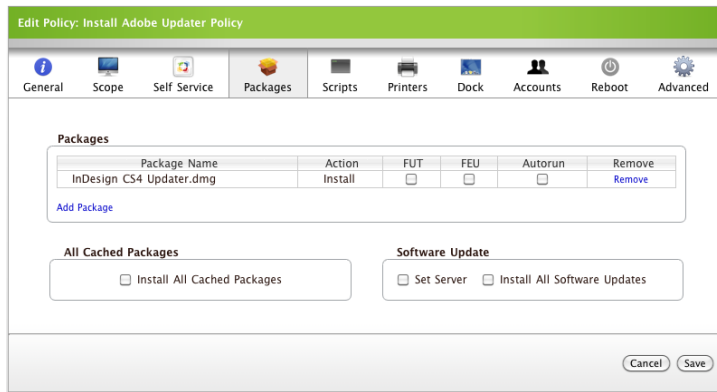 Edit Policy: Install Adobe Updater Policy
General Scope Self Service Packages Scripts Printers Dock Accounts Reboot Advanced
Packages
Package Name Action FUT FEU Autorun Remove
InDesign CS4 Updater.dmg Install Remove
Add Package
All Cached Packages Software Update
Install All Cached Packages Set Server Install All Software Updates
Cancel Save